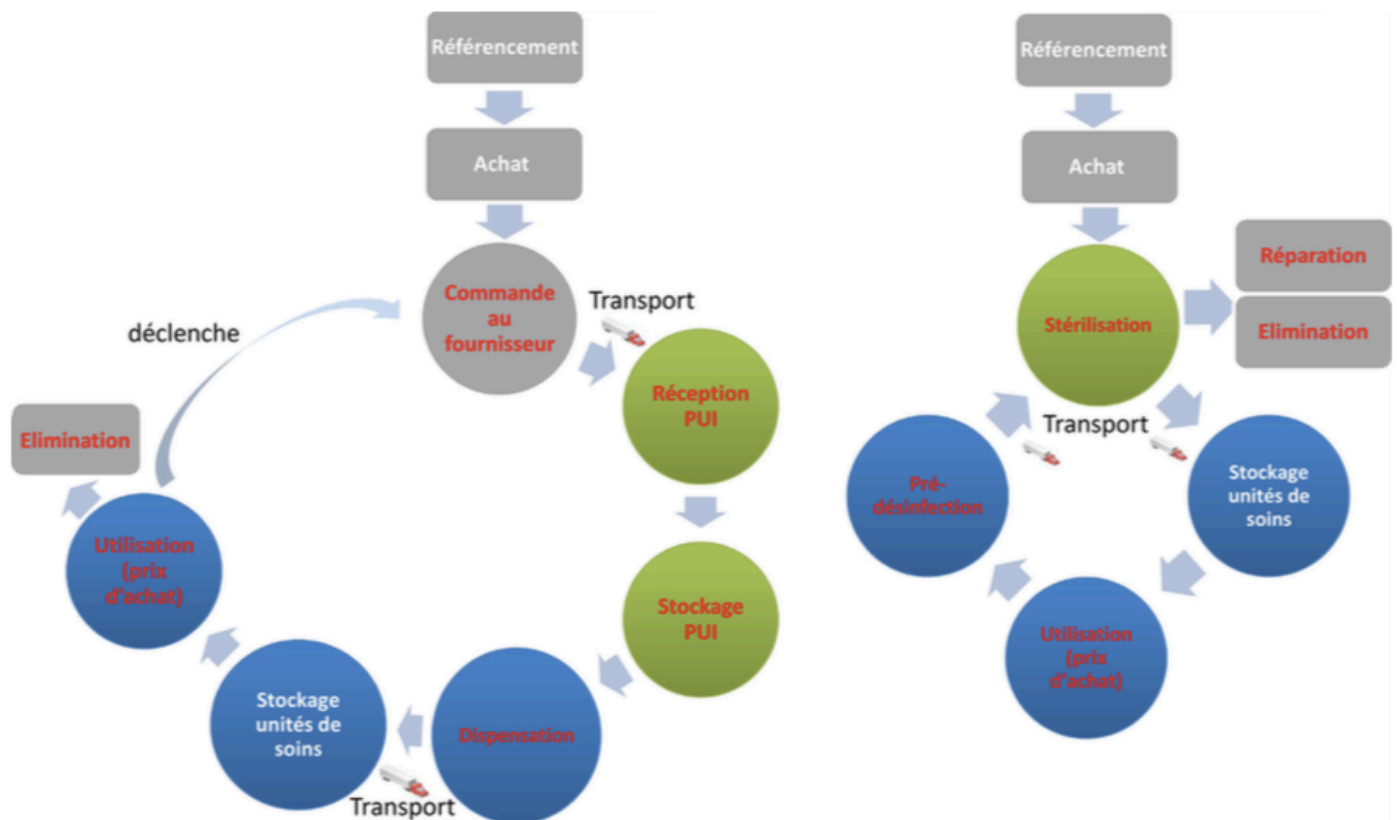 Référencement
Achat
Commande
au
fournisseur
Transport
Réception
PUI
Stockage
PUI
Dispensation
Transport
Stockage
unités de
soins
Utilisation
(prix
d'achat)
Elimination
déclenche
Référencement
Achat
Stérilisation
Réparation
Elimination
Transport
Stockage
unités de
soins
Utilisation
(prix
d'achat)
Pré-
désinfection